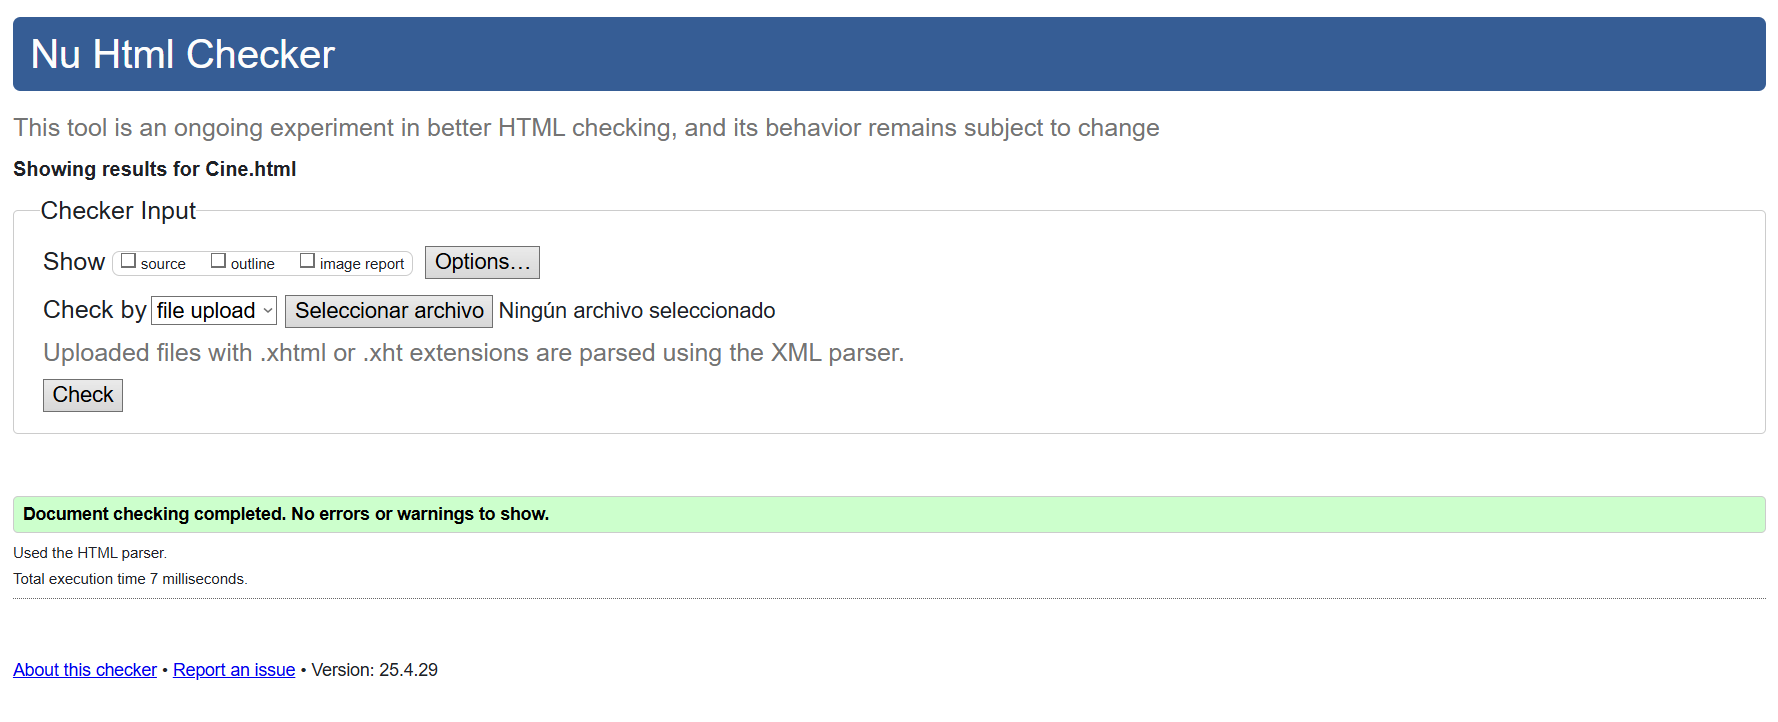 Nu Html Checker
This tool is an ongoing experiment in better HTML checking, and its behavior remains subject to change
Showing results for Cine.html
Checker Input
Show source outline image report Options...
Check by file upload Seleccionar archivo Ningún archivo seleccionado
Uploaded files with .xhtml or .xht extensions are parsed using the XML parser.
Check
Document checking completed. No errors or warnings to show.
Used the HTML parser.
Total execution time 7 milliseconds.
About this checker • Report an issue • Version: 25.4.29